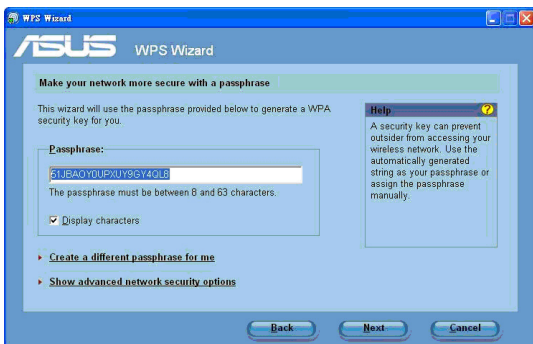 WPS Wizard
ASUS WPS Wizard
Make your network more secure with a passphrase
This wizard will use the passphrase provided below to generate a WPA
security key for you.
Passphrase:
61JBAOY0UPXUY9GY4QL8
The passphrase must be between 8 and 63 characters.
Display characters
Create a different passphrase for me
Show advanced network security options
Help
A security key can prevent
outsider from accessing your
wireless network. Use the
automatically generated
string as your passphrase or
assign the passphrase
manually.
Back
Next
Cancel